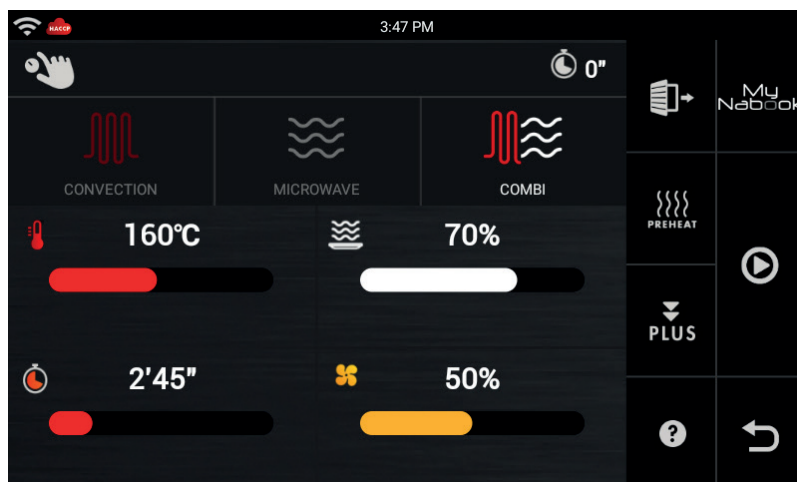 HACCP
3:47 PM
0"
My
Nabook
CONVECTION
MICROWAVE
COMBI
PREHEAT
160°C
70%
PLUS
2'45"
50%
?